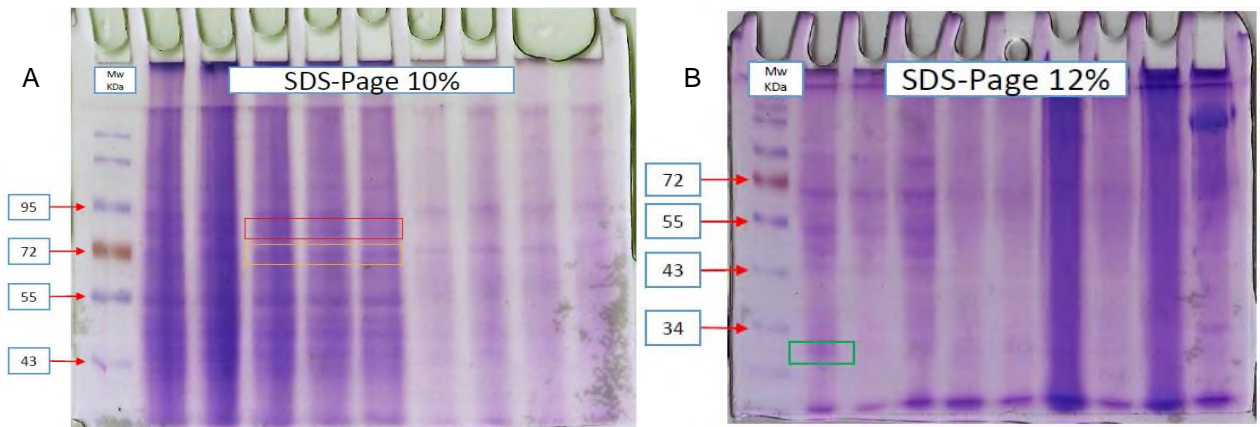 A
Mw
KDa
SDS-Page 10%
95
72
55
43
B
Mw
KDa
SDS-Page 12%
72
55
43
34